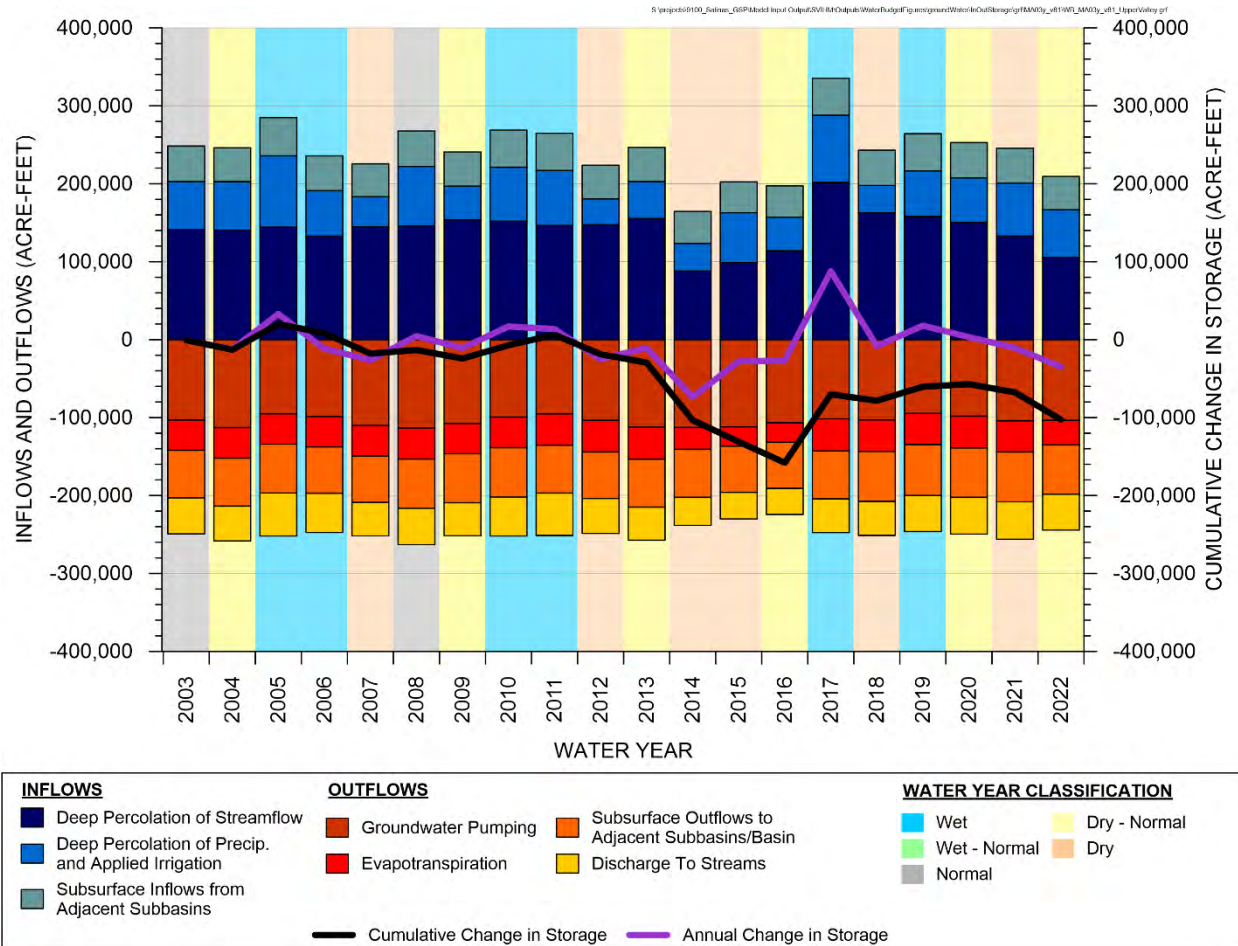 400,000
300,000
200,000
100,000
0
-100,000
-200,000
-300,000
-400,000
INFLOWS AND OUTFLOWS (ACRE-FEET)
400,000
300,000
200,000
100,000
0
-100,000
-200,000
-300,000
-400,000
CUMULATIVE CHANGE IN STORAGE (ACRE-FEET)
2003
2004
2005
2006
2007
2008
2009
2010
2011
2012
2013
2014
2015
2016
2017
2018
2019
2020
2021
2022
WATER YEAR
INFLOWS
Deep Percolation of Streamflow
Deep Percolation of Precip.
and Applied Irrigation
Subsurface Inflows from
Adjacent Subbasins
OUTFLOWS
Groundwater Pumping
Evapotranspiration
Subsurface Outflows to
Adjacent Subbasins/Basin
Discharge To Streams
WATER YEAR CLASSIFICATION
Wet
Wet - Normal
Normal
Dry - Normal
Dry
Cumulative Change in Storage
Annual Change in Storage